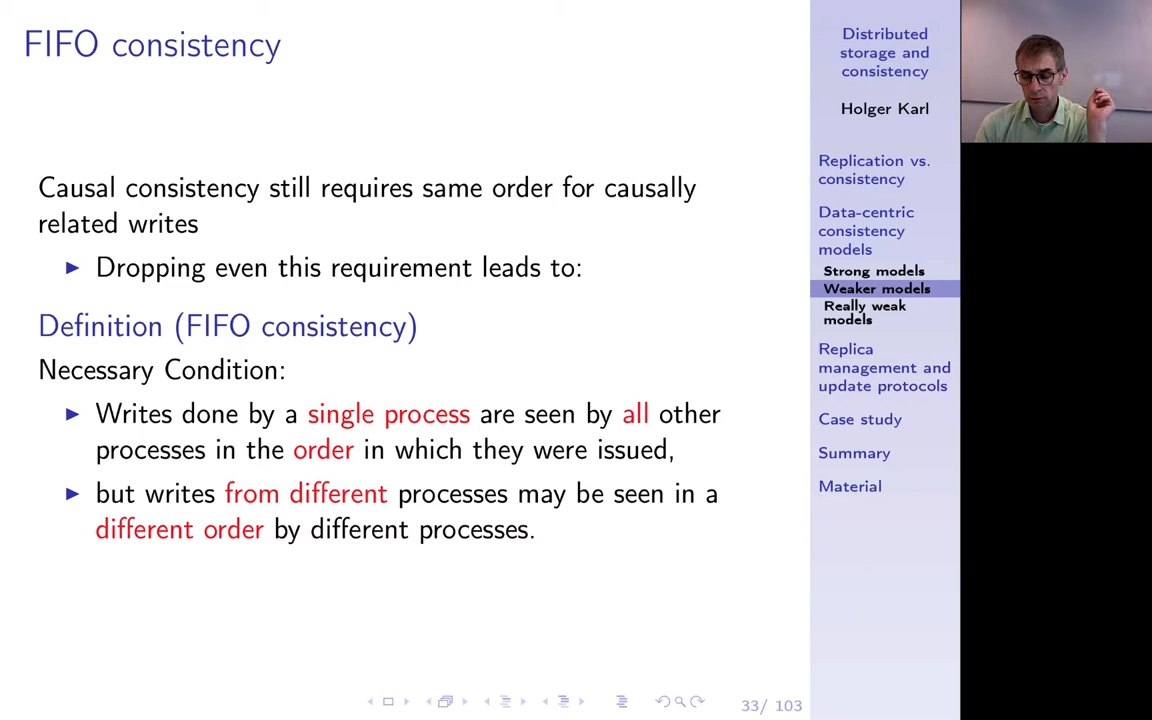 FIFO consistency
Causal consistency still requires same order for causally
related writes
▶ Dropping even this requirement leads to:
Definition (FIFO consistency)
Necessary Condition:
▶ Writes done by a single process are seen by all other
processes in the order in which they were issued,
▶ but writes from different processes may be seen in a
different order by different processes.
33/ 103
Distributed
storage and
consistency
Holger Karl
Replication vs.
consistency
Data-centric
consistency
models
Strong models
Weaker models
Really weak
models
Replica
management and
update protocols
Case study
Summary
Material